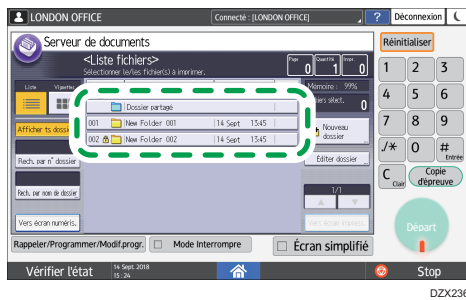 LONDON OFFICE
Connecté : [LONDON OFFICE]
?
Déconnexion
Serveur de documents
Réinitialiser
<Liste fichiers>
Sélectionner le/les fichier(s) à imprimer.
Page
0
Quantité
1
Impr.
0
Liste
Vignettes
Mémoire : 99%
sélect.
0
Dossier partagé
001 New Folder 001 14 Sept 15:45
002 New Folder 002 14 Sept 15:45
Afficher ts dossi
Nouveau
dossier
Rech. par n° dossier
Éditer dossier
Rech. par nom de dossier
1/1
Vers écran numéris.
Rappeler/Programmer/Modif.progr.
Mode Interrompre
Écran simplifié
1 2 3
4 5 6
7 8 9
./* 0 #
Entrée
C
Clair
Copie
d'épreuve
Départ
Vérifier l'état
14 Sept. 2018
15 : 24
Stop
DZX236